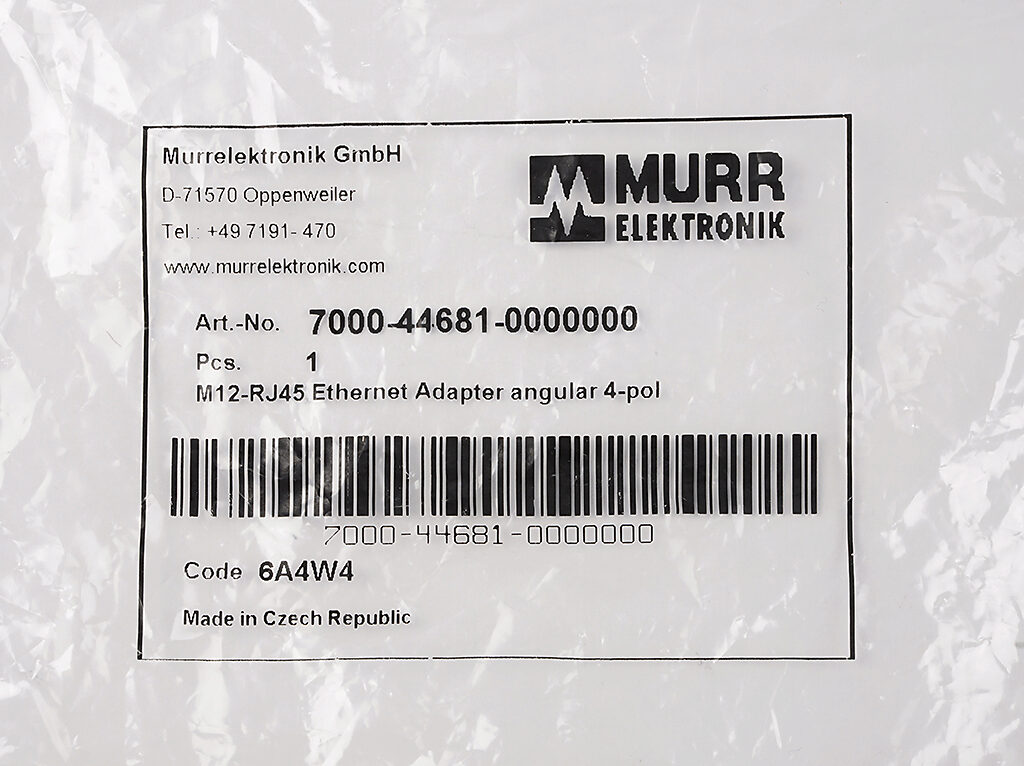 Murrelektronik GmbH
D-71570 Oppenweiler
Tel.: +49 7191- 470
www.murrelektronik.com
MURR
ELEKTRONIK
Art.-No. 7000-44681-0000000
Pcs. 1
M12-RJ45 Ethernet Adapter angular 4-pol
7000-44681-0000000
Code 6A4W4
Made in Czech Republic